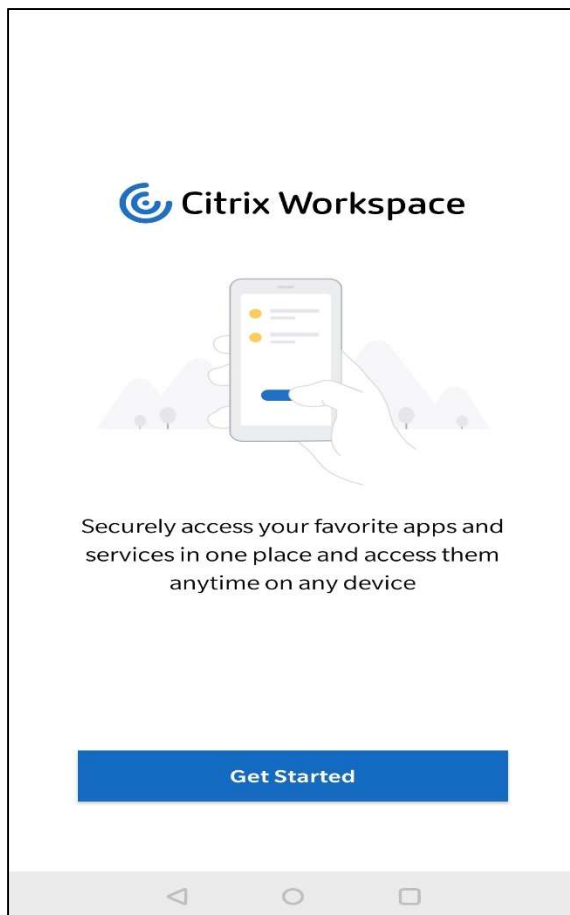 Citrix Workspace
Securely access your favorite apps and
services in one place and access them
anytime on any device
Get Started